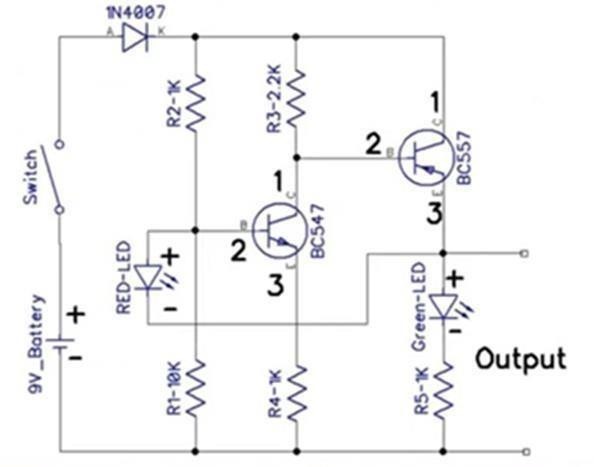 1N4007
A
K
R2-1K
R3-2.2K
1
C
2
B
BC557
E
3
Switch
1
C
B
2
BC547
E
3
RED-LED
+
-
9V_Battery
+
-
Green-LED
+
-
Output
R1-10K
R4-1K
R5-1K